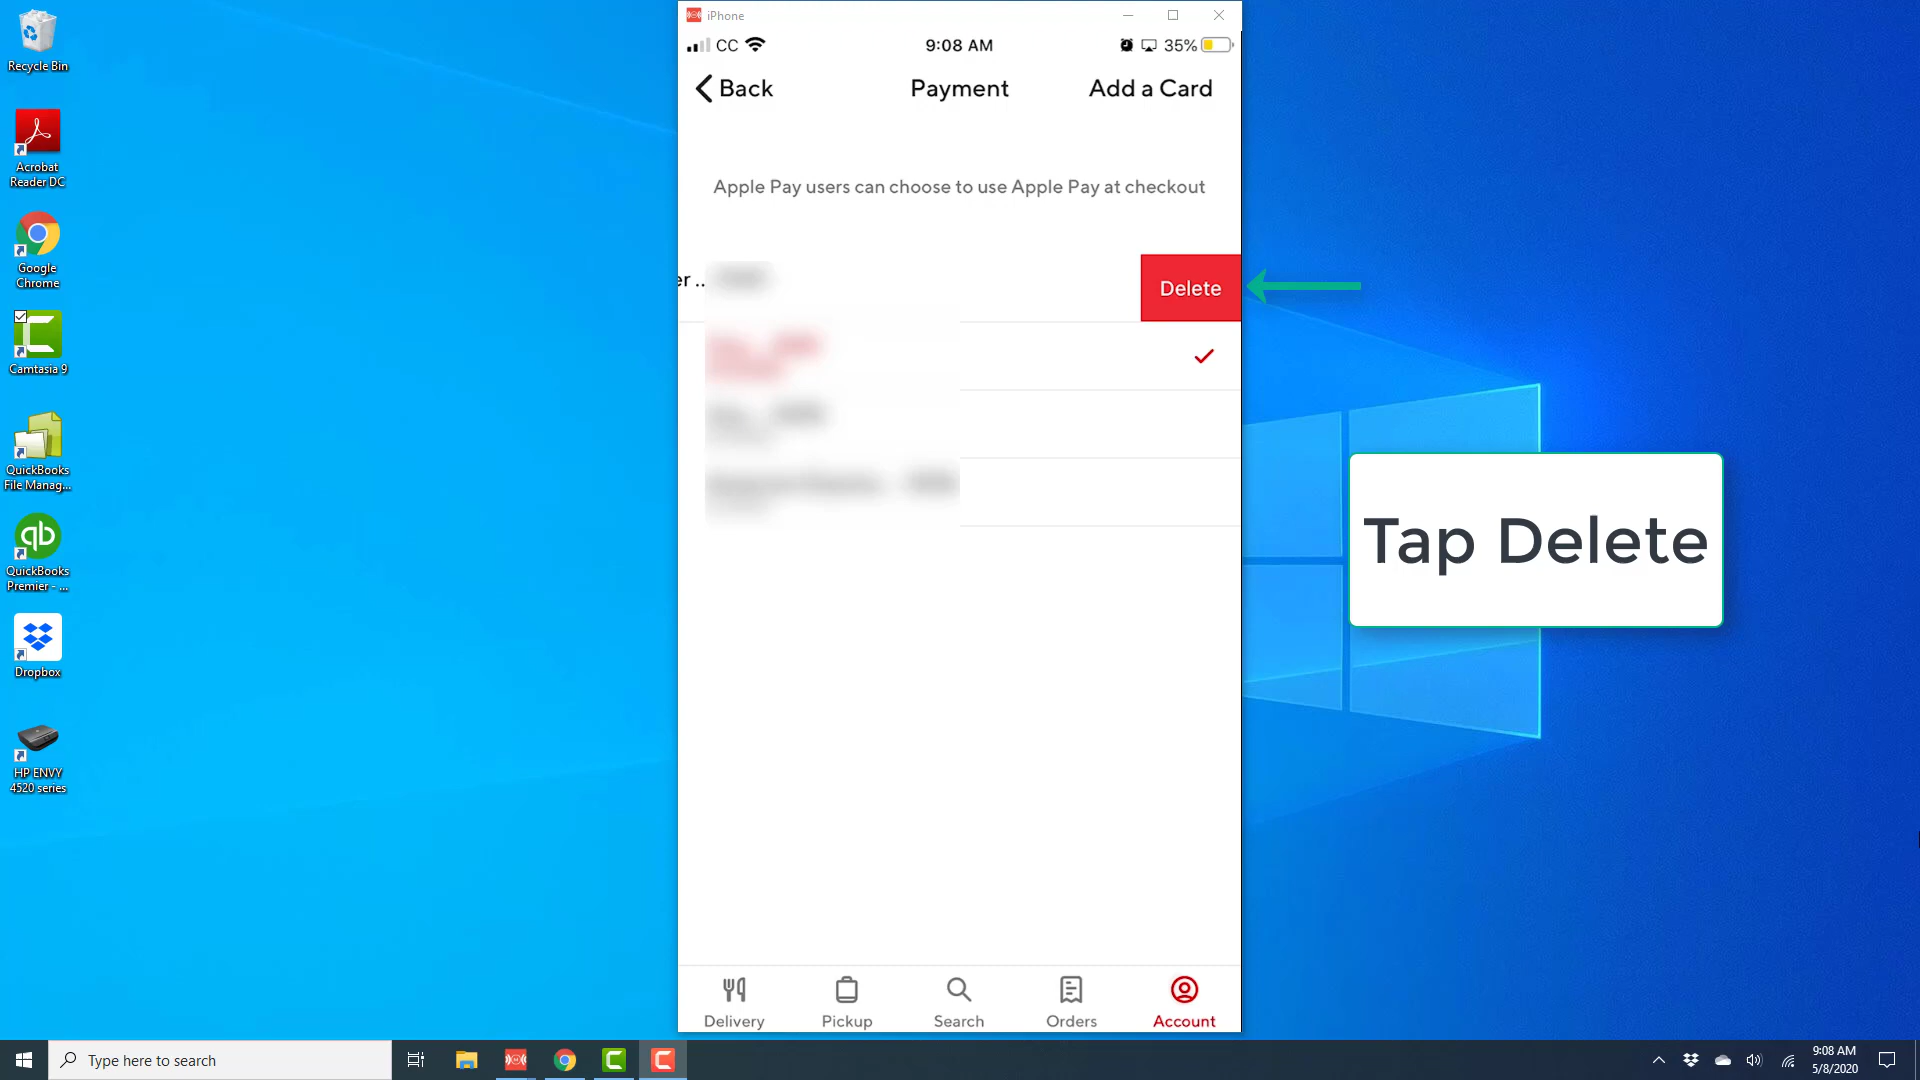 iPhone
CC 9:08 AM 35%
Back Payment Add a Card
Apple Pay users can choose to use Apple Pay at checkout
er ..
Delete
Tap Delete
Delivery Pickup Search Orders Account
Recycle Bin
Acrobat
Reader DC
Google
Chrome
Camtasia 9
QuickBooks
File Manag...
QuickBooks
Premier - ...
Dropbox
HP ENVY
4520 series
Type here to search
9:08 AM
5/8/2020